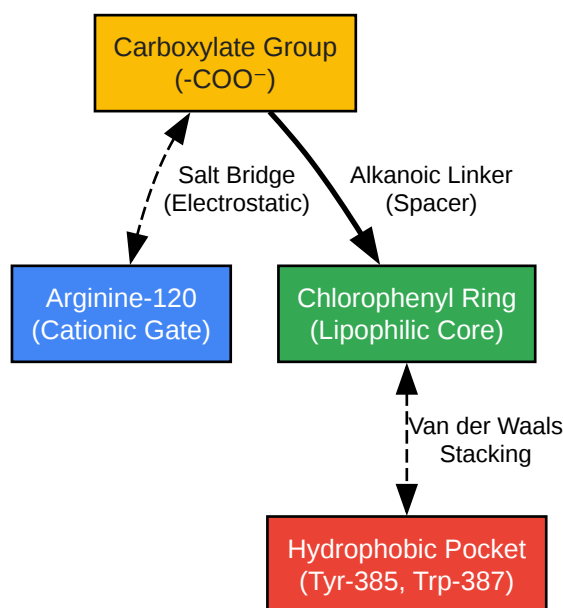 Carboxylate Group
(-COO⁻)
Salt Bridge
(Electrostatic)
Alkanoic Linker
(Spacer)
Arginine-120
(Cationic Gate)
Chlorophenyl Ring
(Lipophilic Core)
Van der Waals
Stacking
Hydrophobic Pocket
(Tyr-385, Trp-387)